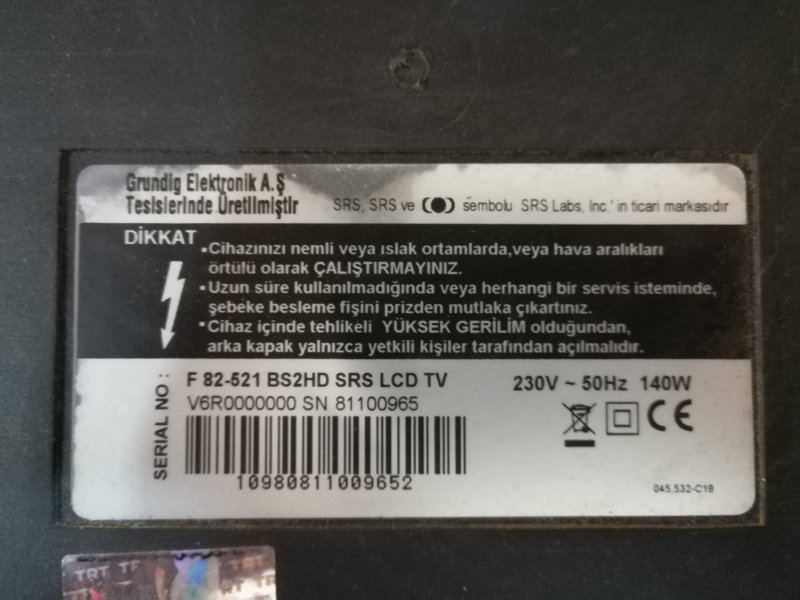 Grundig Elektronik A.Ş
Tesislerinde Üretilmiştir
SRS, SRS ve sembolu SRS Labs, Inc.' in ticari markasıdır
DİKKAT
•Cihazınızı nemli veya ıslak ortamlarda,veya hava aralıkları
örtülü olarak ÇALIŞTIRMAYINIZ.
•Uzun süre kullanılmadığında veya herhangi bir servis isteminde,
şebeke besleme fişini prizden mutlaka çıkartınız.
•Cihaz içinde tehlikeli YÜKSEK GERİLİM olduğundan,
arka kapak yalnızca yetkili kişiler tarafından açılmalıdır.
SERIAL NO :
F 82-521 BS2HD SRS LCD TV
230V ~ 50Hz 140W
V6R0000000 SN 81100965
CE
10980811009652
045.532-C18
TRT